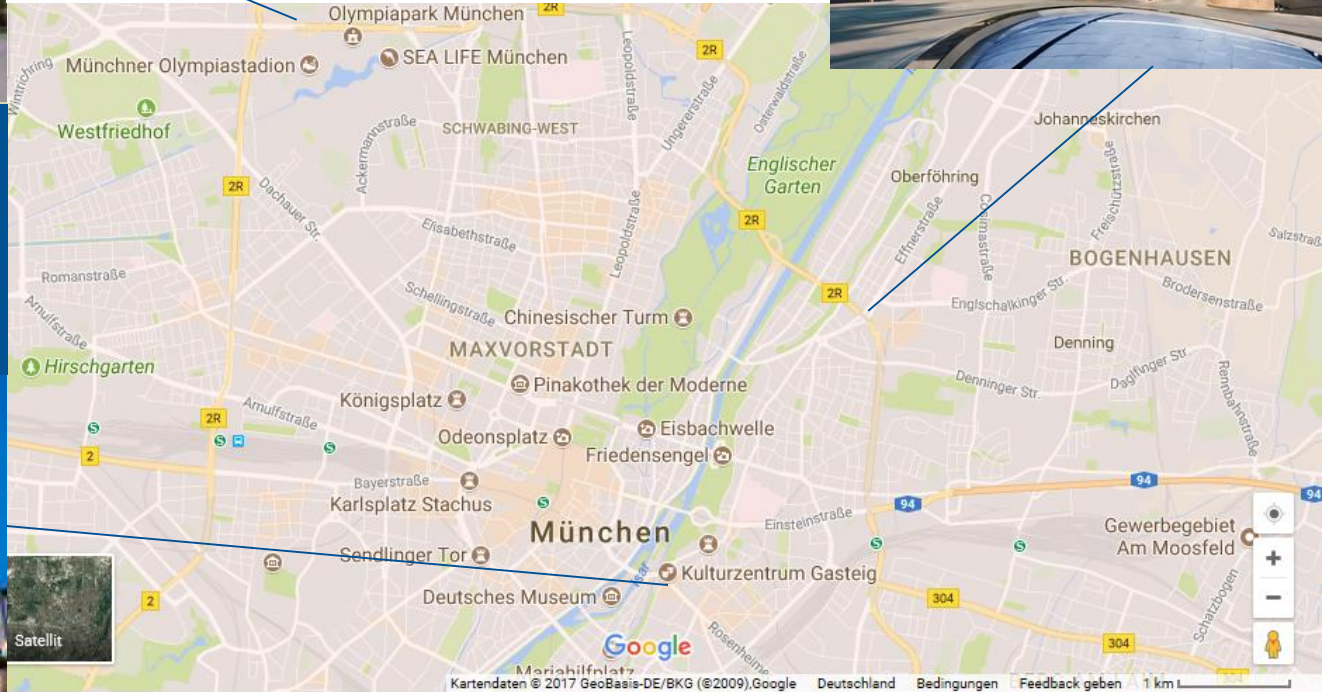 Olympiapark München
2R
Leopoldstraße
Münchner Olympiastadion
SEA LIFE München
2R
Osterwaldstraße
Wintrichring
Westfriedhof
Ackermannstraße
SCHWABING-WEST
Ungererstraße
Johanneskirchen
Englischer
Garten
Oberföhring
Freischützstraße
2R
Dachauer Str.
Leopoldstraße
2R
Effnerstraße
Cosimastraße
Elisabethstraße
Salzstraß
BOGENHAUSEN
Romanstraße
2R
Englschalkinger Str.
Brodersenstraße
Arnulfstraße
Schellingstraße
Chinesischer Turm
MAXVORSTADT
Denning
Hirschgarten
Pinakothek der Moderne
Denninger Str.
Daglfinger Str.
Rennbahnstraße
Königsplatz
2R
Arnulfstraße
Odeonsplatz
Eisbachwelle
S
S
S
2
Friedensengel
Bayerstraße
94
94
Karlsplatz Stachus
S
94
München
Einsteinstraße
Gewerbegebiet
Am Moosfeld
S
S
Sendlinger Tor
Isar
Kulturzentrum Gasteig
Deutsches Museum
2
304
Schatzbogen
Satellit
Google
Rosenheime
304
Mariahilfplatz
Kartendaten © 2017 GeoBasis-DE/BKG (©2009),Google Deutschland Bedingungen Feedback geben 1 km